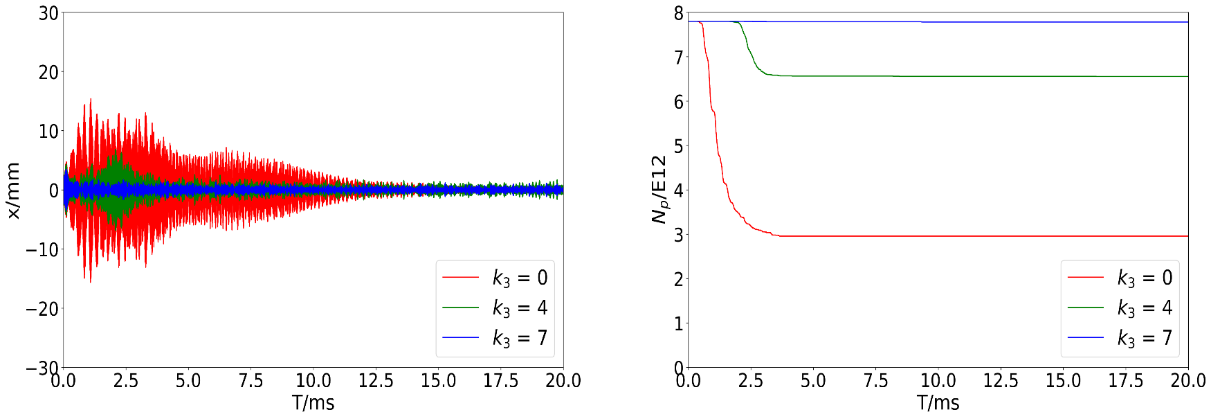 30
20
10
0
−10
−20
−30
x/mm
0.0 2.5 5.0 7.5 10.0 12.5 15.0 17.5 20.0
T/ms
k3 = 0
k3 = 4
k3 = 7
8
7
6
5
4
3
2
1
0
Np/E12
0.0 2.5 5.0 7.5 10.0 12.5 15.0 17.5 20.0
T/ms
k3 = 0
k3 = 4
k3 = 7